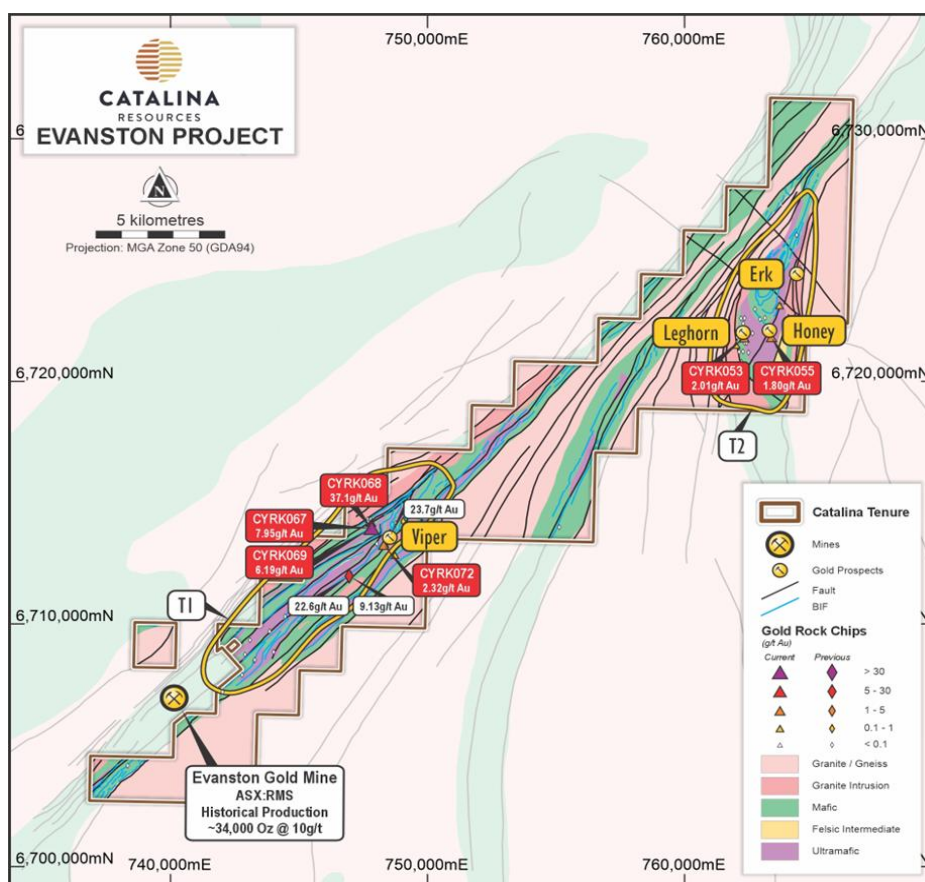 750,000mE
760,000mE
CATALINA
RESOURCES
EVANSTON PROJECT
6,730,000mN
6,730,000mN
N
5 kilometres
Projection: MGA Zone 50 (GDA94)
Erk
Leghorn
Honey
CYRK053
2.01g/t Au
CYRK055
1.80g/t Au
6,720,000mN
6,720,000mN
T2
CYRK068
37.1g/t Au
23.7g/t Au
CYRK067
7.95g/t Au
Viper
CYRK069
6.19g/t Au
CYRK072
2.32g/t Au
22.6g/t Au
9.13g/t Au
T1
6,710,000mN
Evanston Gold Mine
ASX:RMS
Historical Production
~34,000 Oz @ 10g/t
Catalina Tenure
Mines
Gold Prospects
Fault
BIF
Gold Rock Chips
(g/t Au)
Current Previous
> 30
5 - 30
1 - 5
0.1 - 1
< 0.1
Granite / Gneiss
Granite Intrusion
Mafic
Felsic Intermediate
Ultramafic
6,700,000mN
740,000mE
750,000mE
760,000mE